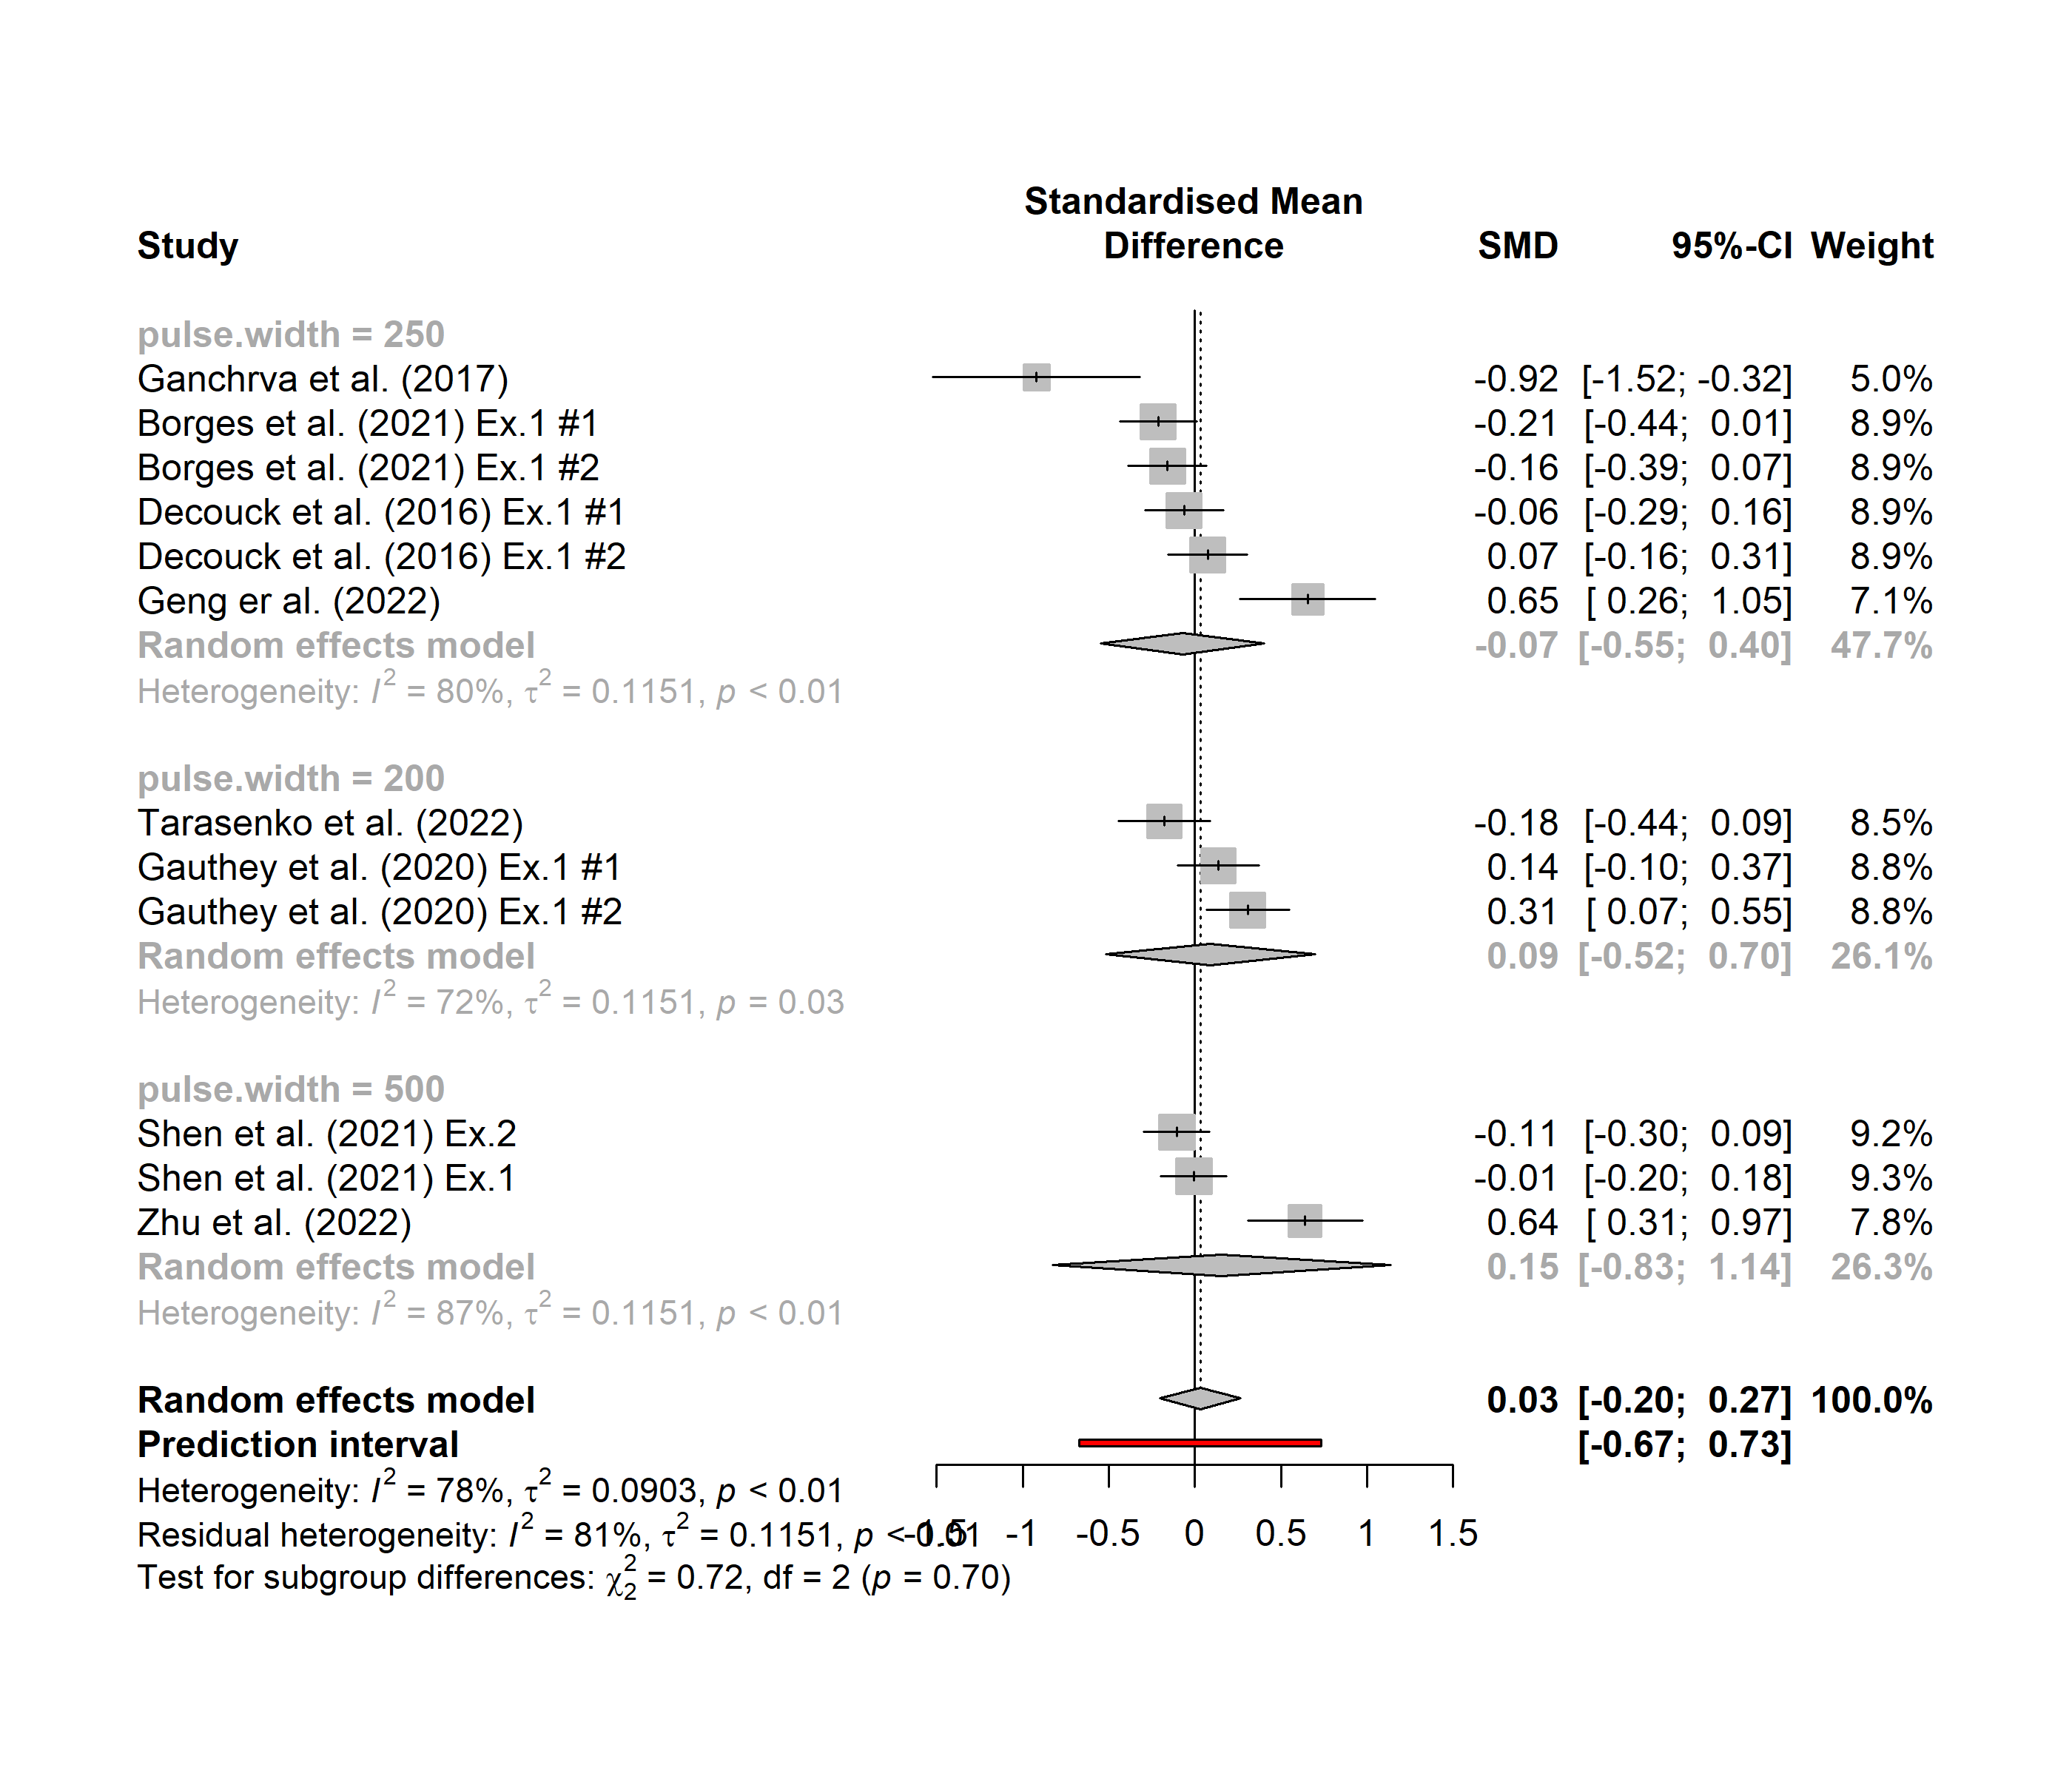 Standardised Mean
Study Difference SMD 95%-CI Weight
pulse.width = 250
Ganchrva et al. (2017) -0.92 [-1.52; -0.32] 5.0%
Borges et al. (2021) Ex.1 #1 -0.21 [-0.44; 0.01] 8.9%
Borges et al. (2021) Ex.1 #2 -0.16 [-0.39; 0.07] 8.9%
Decouck et al. (2016) Ex.1 #1 -0.06 [-0.29; 0.16] 8.9%
Decouck et al. (2016) Ex.1 #2 0.07 [-0.16; 0.31] 8.9%
Geng er al. (2022) 0.65 [ 0.26; 1.05] 7.1%
Random effects model -0.07 [-0.55; 0.40] 47.7%
Heterogeneity: I² = 80%, τ² = 0.1151, p < 0.01
pulse.width = 200
Tarasenko et al. (2022) -0.18 [-0.44; 0.09] 8.5%
Gauthey et al. (2020) Ex.1 #1 0.14 [-0.10; 0.37] 8.8%
Gauthey et al. (2020) Ex.1 #2 0.31 [ 0.07; 0.55] 8.8%
Random effects model 0.09 [-0.52; 0.70] 26.1%
Heterogeneity: I² = 72%, τ² = 0.1151, p = 0.03
pulse.width = 500
Shen et al. (2021) Ex.2 -0.11 [-0.30; 0.09] 9.2%
Shen et al. (2021) Ex.1 -0.01 [-0.20; 0.18] 9.3%
Zhu et al. (2022) 0.64 [ 0.31; 0.97] 7.8%
Random effects model 0.15 [-0.83; 1.14] 26.3%
Heterogeneity: I² = 87%, τ² = 0.1151, p < 0.01
Random effects model 0.03 [-0.20; 0.27] 100.0%
Prediction interval [-0.67; 0.73]
Heterogeneity: I² = 78%, τ² = 0.0903, p < 0.01
Residual heterogeneity: I² = 81%, τ² = 0.1151, p < 0.01
-1.5 -1 -0.5 0 0.5 1 1.5
Test for subgroup differences: χ²₂ = 0.72, df = 2 (p = 0.70)